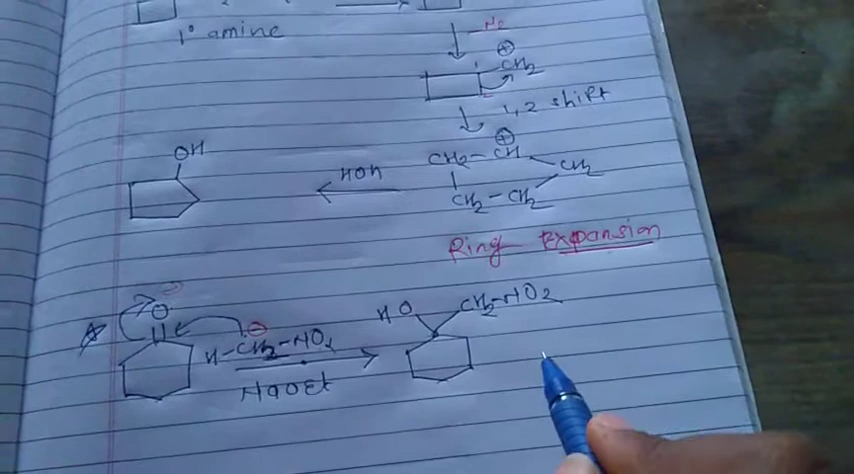 1° amine
-N2
⊕
CH2
1,2 shift
⊕
CH2-CH
CH2
CH2-CH2
OH
HOH
Ring Expansion
O
HO
CH2-NO2
H-CH2-NO2
NaOEt